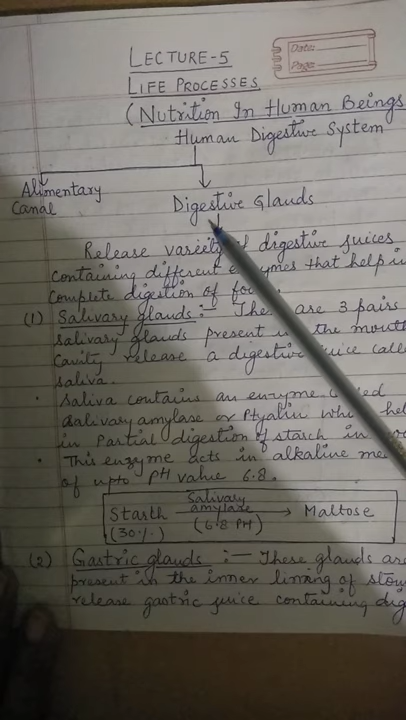 LECTURE-5
Date:
Page:
LIFE PROCESSES
(Nutrition In Human Beings
Human Digestive System
Alimentary
Canal
Digestive Glands
Release variety of digestive juices
containing different enzymes that help in
complete digestion of
(1) Salivary glands :- There are 3 pairs
salivary glands present in the mouth
Cavity release a digestive juice calle
saliva.
• Saliva contains an enzyme called
salivary amylase or Ptyalin which hel
in Partial digestion of starch in
• This enzyme acts in alkaline me
of upto PH value 6.8.
Starch Salivary amylase (6.8 PH) → Maltose
(30%)
(2) Gastric glands :— These glands are
present in the inner lining of stom
release gastric juice containing dig